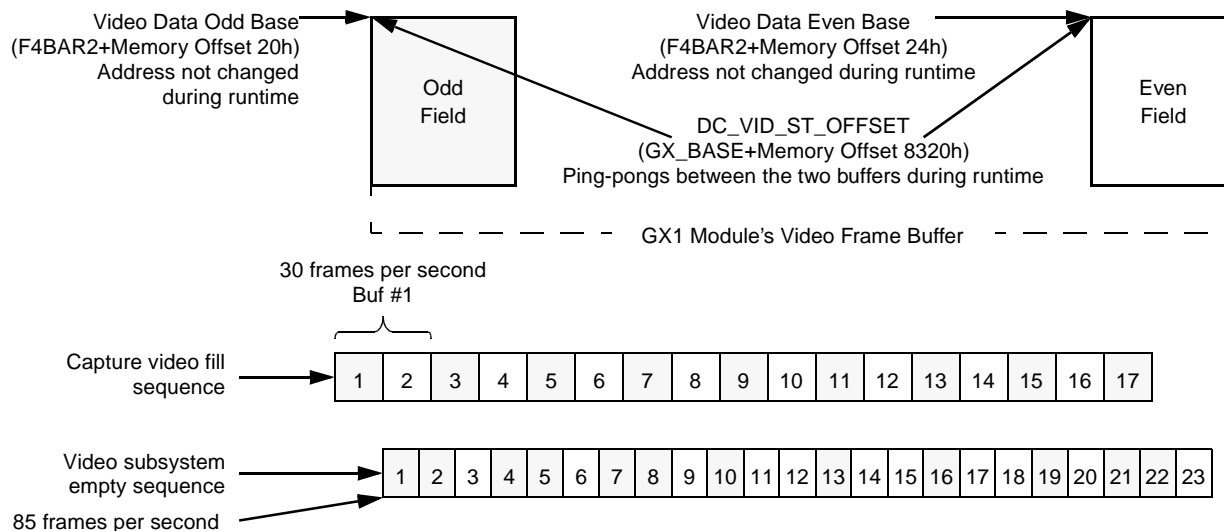 Video Data Odd Base
(F4BAR2+Memory Offset 20h)
Address not changed
during runtime
Odd
Field
Video Data Even Base
(F4BAR2+Memory Offset 24h)
Address not changed during runtime
Even
Field
DC_VID_ST_OFFSET
(GX_BASE+Memory Offset 8320h)
Ping-pongs between the two buffers during runtime
GX1 Module's Video Frame Buffer
30 frames per second
Buf #1
Capture video fill
sequence
1 2 3 4 5 6 7 8 9 10 11 12 13 14 15 16 17
Video subsystem
empty sequence
1 2 3 4 5 6 7 8 9 10 11 12 13 14 15 16 17 18 19 20 21 22 23
85 frames per second